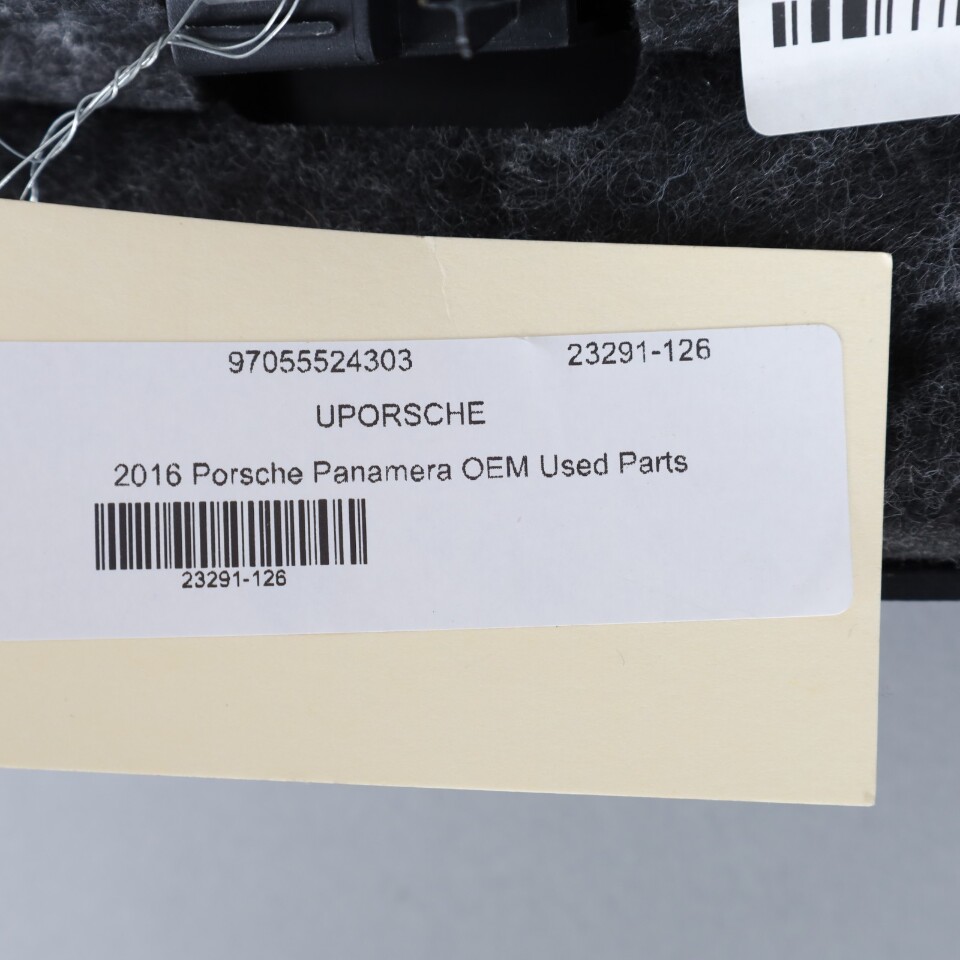 97055524303 23291-126
UPORSCHE
2016 Porsche Panamera OEM Used Parts
23291-126